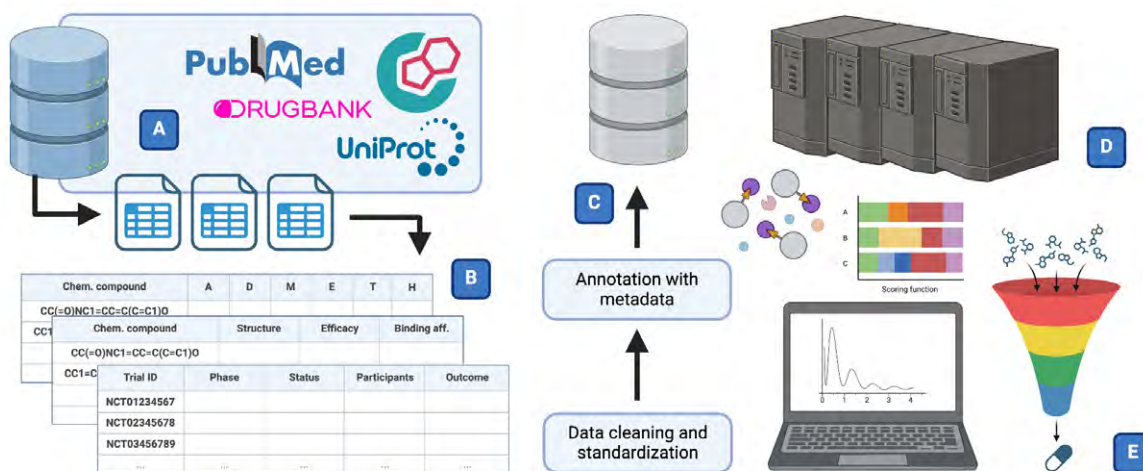 PubMed
DRUGBANK
UniProt
A
B
Chem. compound A D M E T H
CC(=O)NC1=CC=C(C=C1)O
CC1
Chem. compound Structure Efficacy Binding aff.
CC(=O)NC1=CC=C(C=C1)O
CC1=C
Trial ID Phase Status Participants Outcome
NCT01234567
NCT02345678
NCT03456789
... ... ... ... ...
C
Annotation with
metadata
Data cleaning and
standardization
D
A
B
C
Scoring function
0 1 2 3 4
E